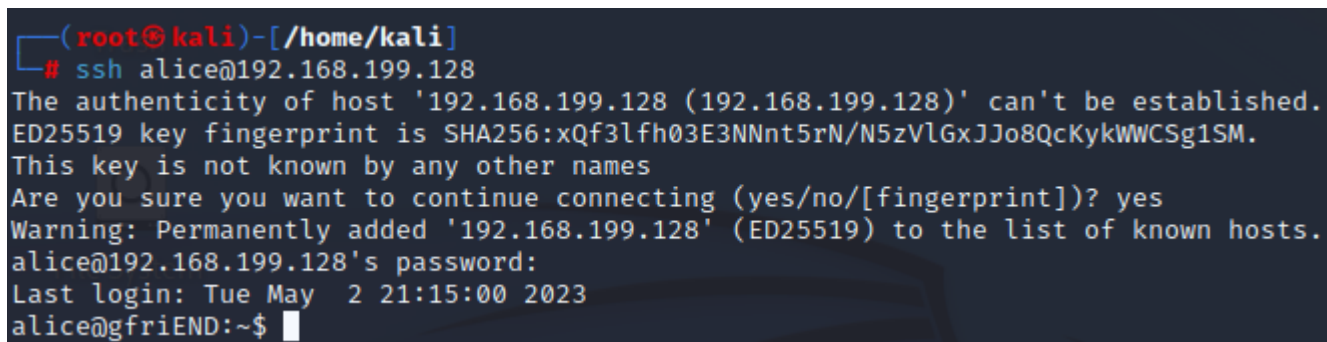 ┌──(root㉿kali)-[/home/kali]
└─# ssh alice@192.168.199.128
The authenticity of host '192.168.199.128 (192.168.199.128)' can't be established.
ED25519 key fingerprint is SHA256:xQf3lfh03E3NNnt5rN/N5zVlGxJJo8QcKykWWCSg1SM.
This key is not known by any other names
Are you sure you want to continue connecting (yes/no/[fingerprint])? yes
Warning: Permanently added '192.168.199.128' (ED25519) to the list of known hosts.
alice@192.168.199.128's password:
Last login: Tue May  2 21:15:00 2023
alice@gfriEND:~$